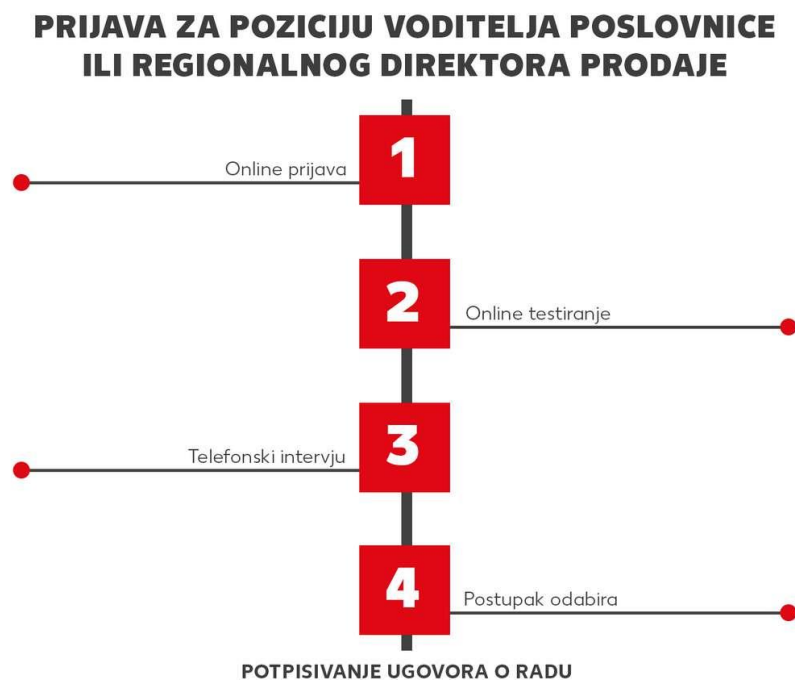 PRIJAVA ZA POZICIJU VODITELJA POSLOVNICE
ILI REGIONALNOG DIREKTORA PRODAJE
1
Online prijava
2
Online testiranje
3
Telefonski intervju
4
Postupak odabira
POTPISIVANJE UGOVORA O RADU